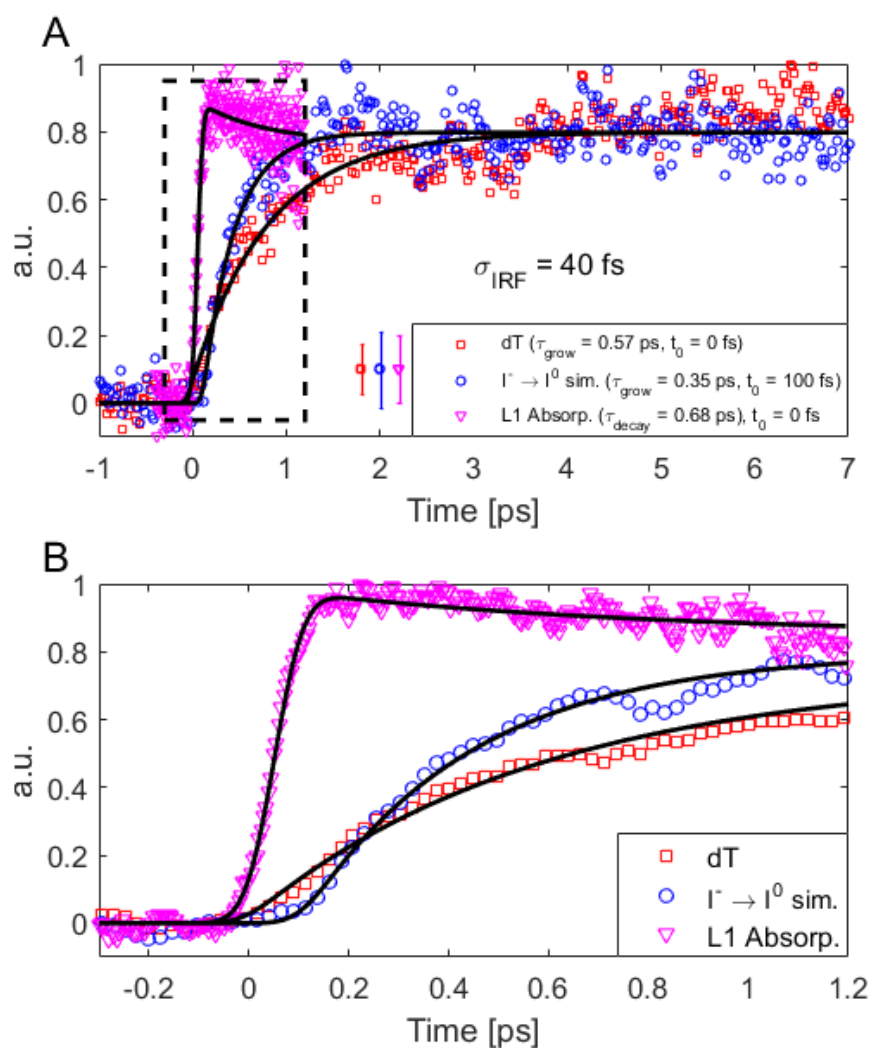 A
1
0.8
0.6
0.4
0.2
0
a.u.
σIRF = 40 fs
dT (τgrow = 0.57 ps, t0 = 0 fs)
I- → I0 sim. (τgrow = 0.35 ps, t0 = 100 fs)
L1 Absorp. (τdecay = 0.68 ps), t0 = 0 fs
-1 0 1 2 3 4 5 6 7
Time [ps]
B
1
0.8
0.6
0.4
0.2
0
a.u.
dT
I- → I0 sim.
L1 Absorp.
-0.2 0 0.2 0.4 0.6 0.8 1 1.2
Time [ps]